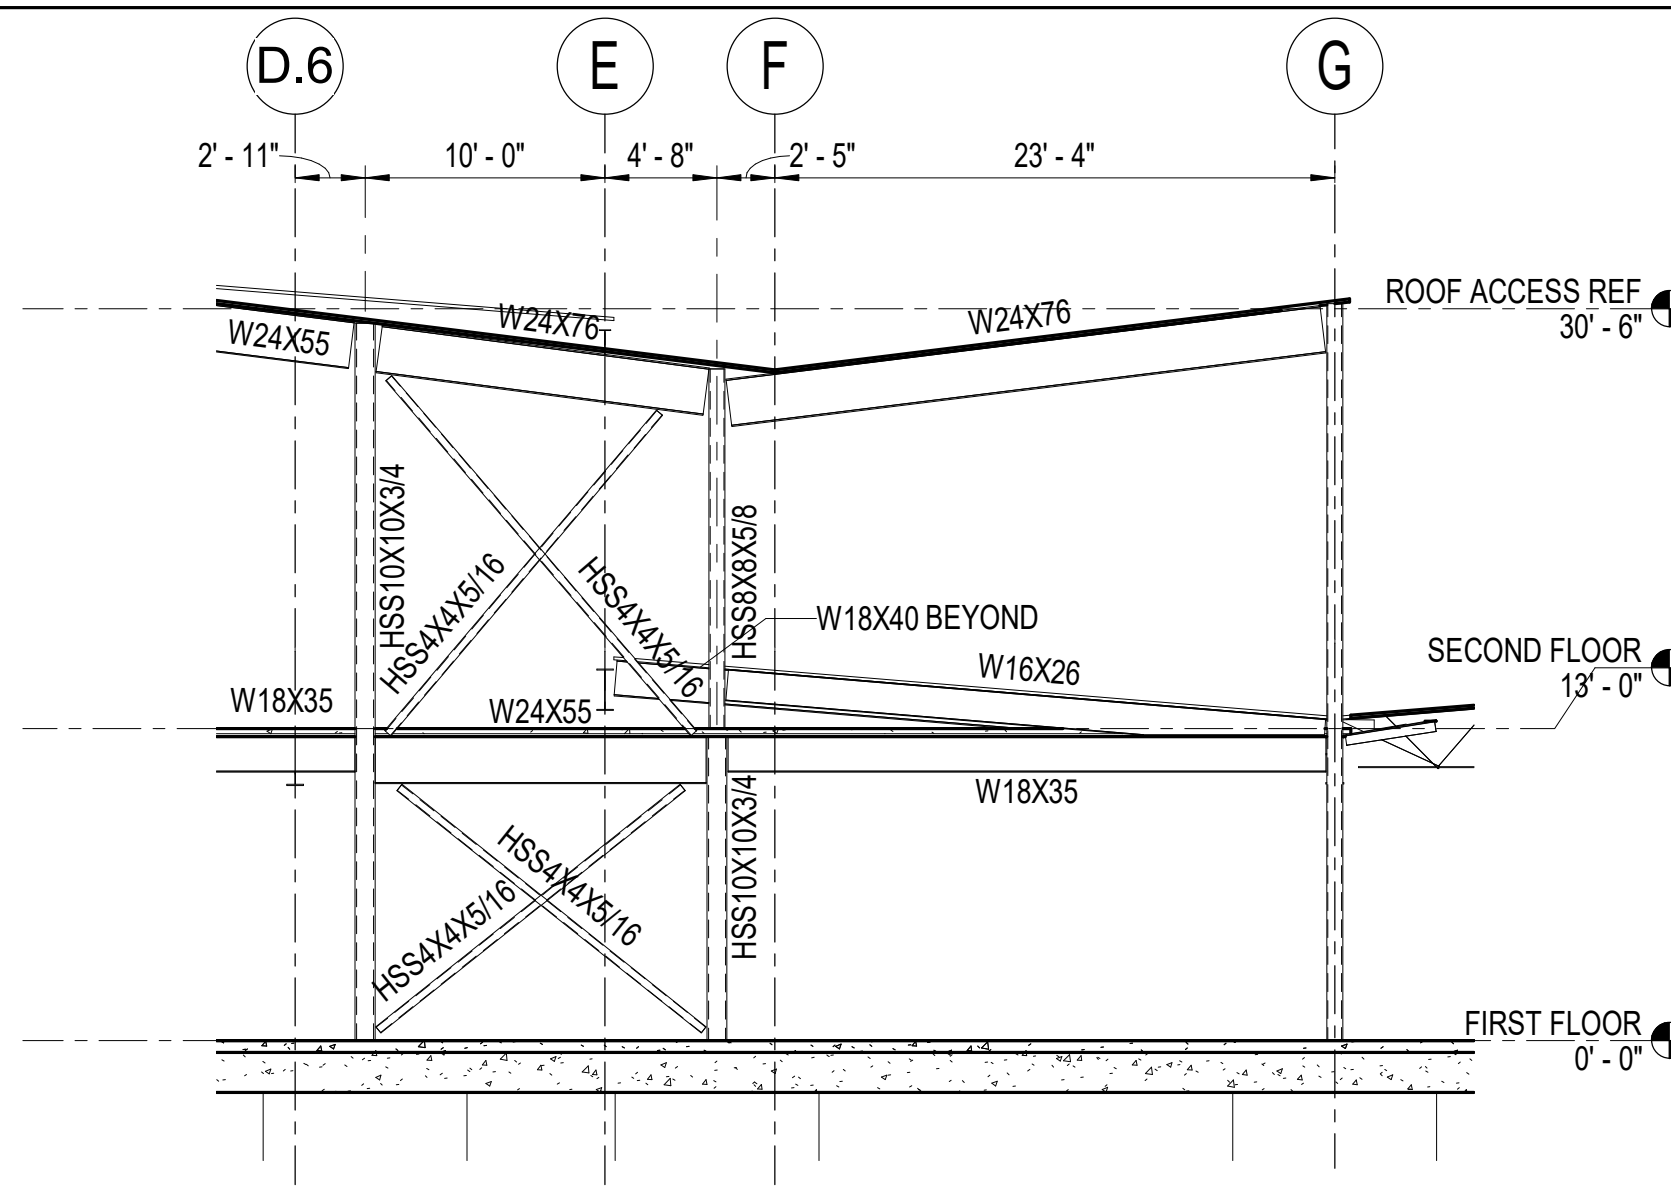 D.6
E
F
G
2' - 11"
10' - 0"
4' - 8"
2' - 5"
23' - 4"
ROOF ACCESS REF
30' - 6"
W24X55
W24X76
W24X76
HSS10X10X3/4
HSS4X4X5/16
HSS4X4X5/16
HSS8X8X5/8
W18X40 BEYOND
W16X26
SECOND FLOOR
13' - 0"
W18X35
W24X55
W18X35
HSS10X10X3/4
HSS4X4X5/16
HSS4X4X5/16
FIRST FLOOR
0' - 0"